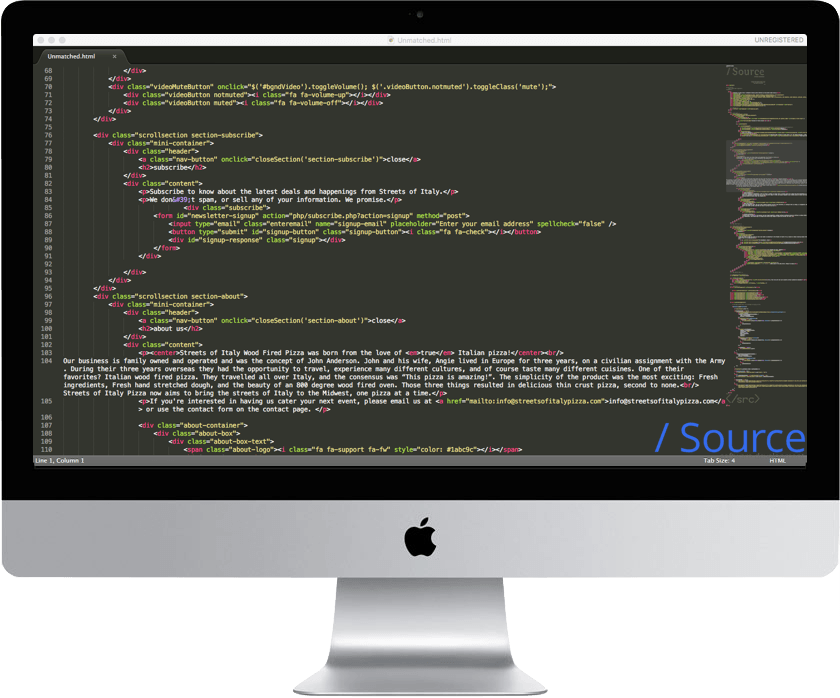 Unmatched.html
UNREGISTERED
Unmatched.html ×
68 </div>
69 </div>
70 <div class="videoMuteButton" onclick="$('#bgndVideo').toggleVolume(); $('.videoButton.notmuted').toggleClass('mute');">
71 <div class="videoButton notmuted"><i class="fa fa-volume-up"></i></div>
72 <div class="videoButton muted"><i class="fa fa-volume-off"></i></div>
73 </div>
74 </div>
75
76 <div class="scrollsection section-subscribe">
77 <div class="mini-container">
78 <div class="header">
79 <a class="nav-button" onclick="closeSection('section-subscribe')">close</a>
80 <h2>subscribe</h2>
81 </div>
82 <div class="content">
83 <p>Subscribe to know about the latest deals and happenings from Streets of Italy.</p>
84 <p>We don&#39;t spam, or sell any of your information. We promise.</p>
85 <div class="subscribe">
86 <form id="newsletter-signup" action="php/subscribe.php?action=signup" method="post">
87 <input type="email" class="enteremail" name="signup-email" placeholder="Enter your email address" spellcheck="false" />
88 <button type="submit" id="signup-button" class="signup-button"><i class="fa fa-check"></i></button>
89 <div id="signup-response" class="signup"></div>
90 </form>
91 </div>
92
93 </div>
94 </div>
95 </div>
96 <div class="scrollsection section-about">
97 <div class="mini-container">
98 <div class="header">
99 <a class="nav-button" onclick="closeSection('section-about')">close</a>
100 <h2>about us</h2>
101 </div>
102 <div class="content">
103 <p><center>Streets of Italy Wood Fired Pizza was born from the love of <em>true</em> Italian pizza!</center><br/>
104 Our business is family owned and operated and was the concept of John Anderson. John and his wife, Angie lived in Europe for three years, on a civilian assignment with the Army
. During their three years overseas they had the opportunity to travel, experience many different cultures, and of course taste many different cuisines. One of their
favorites? Italian wood fired pizza. They travelled all over Italy, and the consensus was "This pizza is amazing!". The simplicity of the product was the most exciting: Fresh
ingredients, Fresh hand stretched dough, and the beauty of an 800 degree wood fired oven. Those three things resulted in delicious thin crust pizza, second to none.<br/>
Streets of Italy Pizza now aims to bring the streets of Italy to the Midwest, one pizza at a time.</p>
105 <p>If you're interested in having us cater your next event, please email us at <a href="mailto:info@streetsofitalypizza.com">info@streetsofitalypizza.com</a
> or use the contact form on the contact page. </p>
106
107 <div class="about-container">
108 <div class="about-box">
109 <div class="about-box-text">
110 <span class="about-logo"><i class="fa fa-support fa-fw" style="color: #1abc9c"></i></span>
/ Source
</src>
/ Source
Line 1, Column 1
Tab Size: 4
HTML